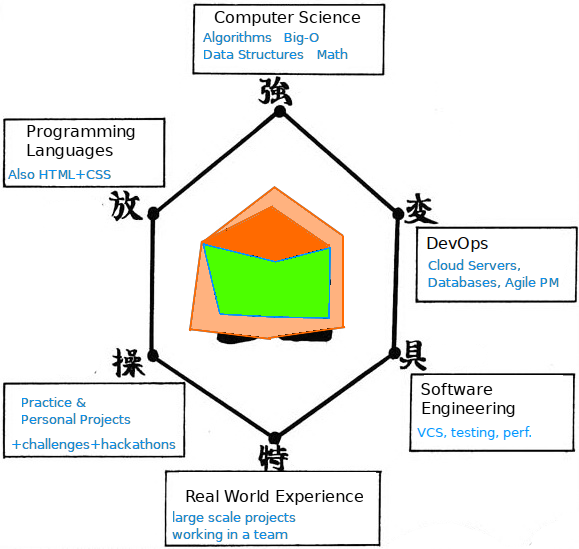 Computer Science
Algorithms Big-O
Data Structures Math
強
Programming
Languages
Also HTML+CSS
放
変
DevOps
Cloud Servers,
Databases, Agile PM
操
具
Practice &
Personal Projects
+challenges+hackathons
Software
Engineering
VCS, testing, perf.
特
Real World Experience
large scale projects
working in a team